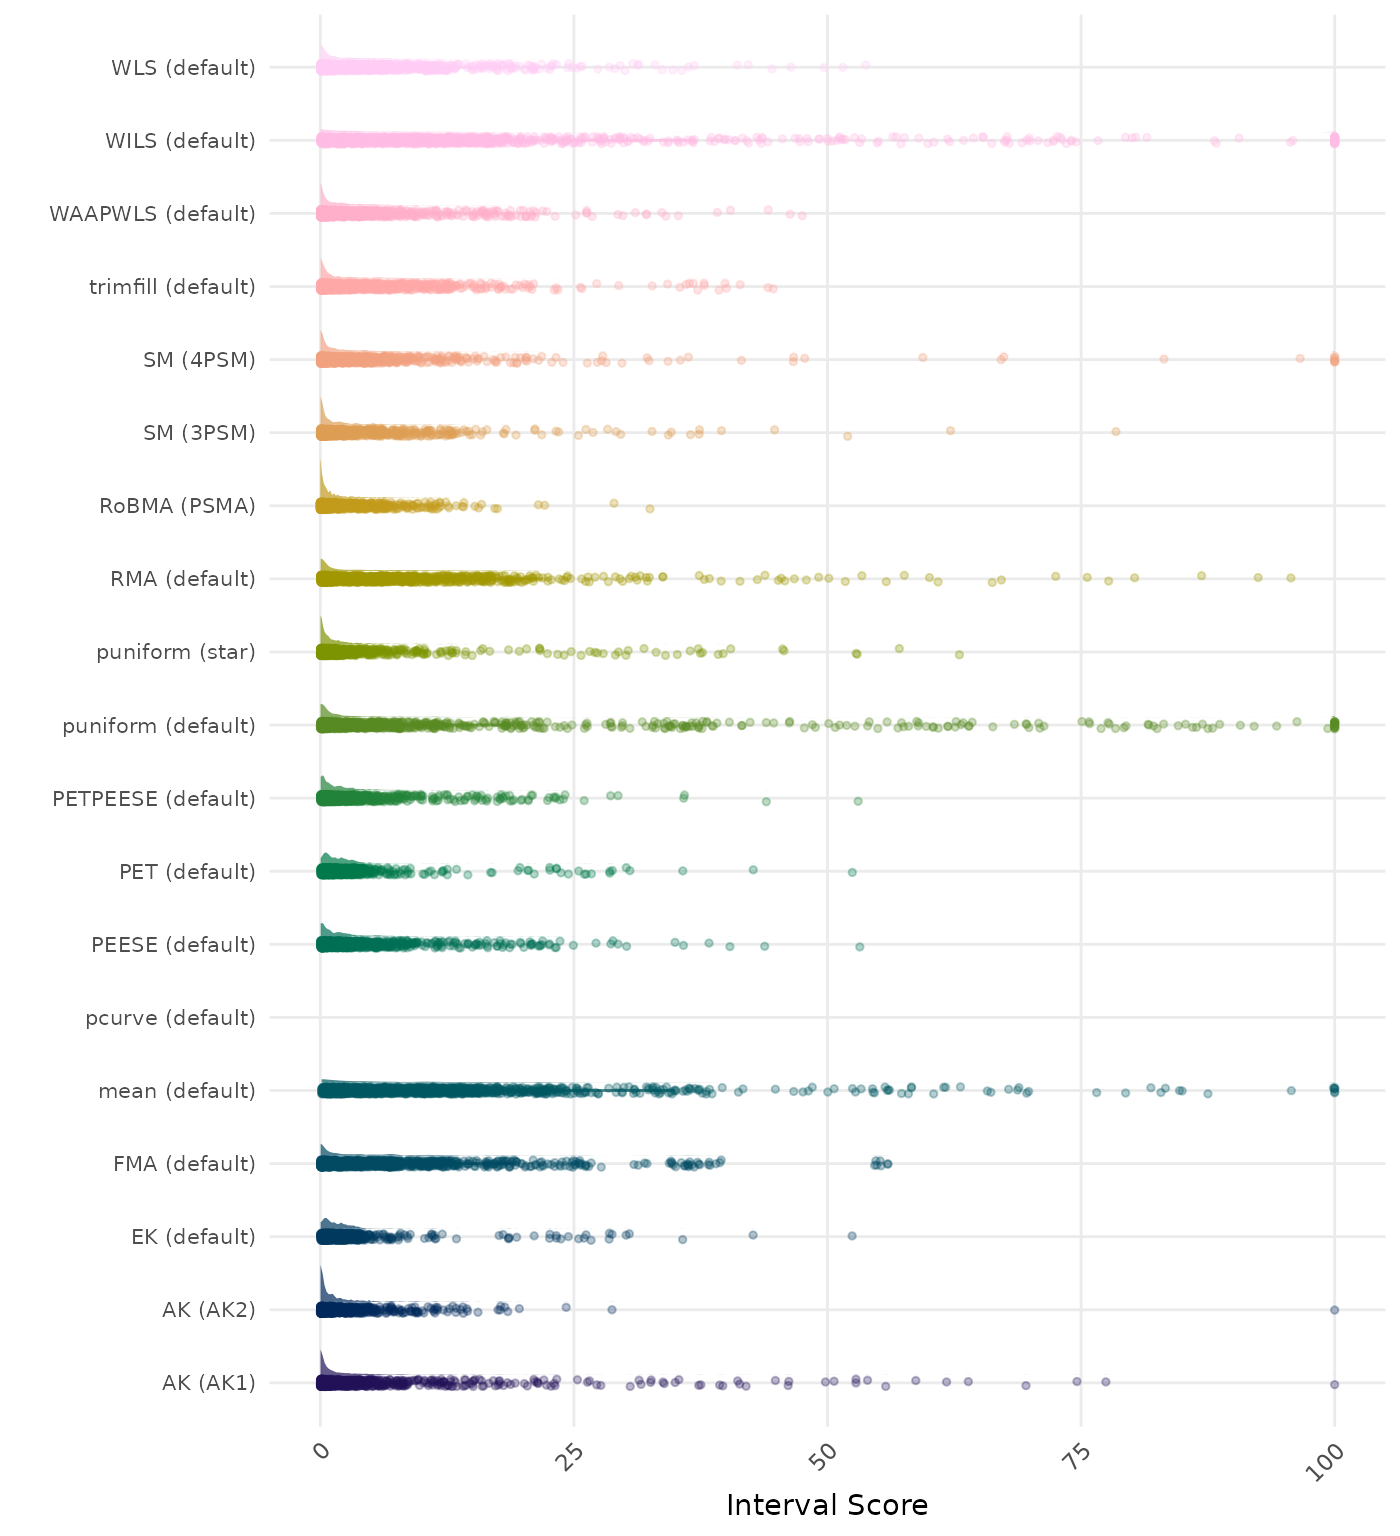 WLS (default)
WILS (default)
WAAPWLS (default)
trimfill (default)
SM (4PSM)
SM (3PSM)
RoBMA (PSMA)
RMA (default)
puniform (star)
puniform (default)
PETPEESE (default)
PET (default)
PEESE (default)
pcurve (default)
mean (default)
FMA (default)
EK (default)
AK (AK2)
AK (AK1)
0
25
50
75
100
Interval Score